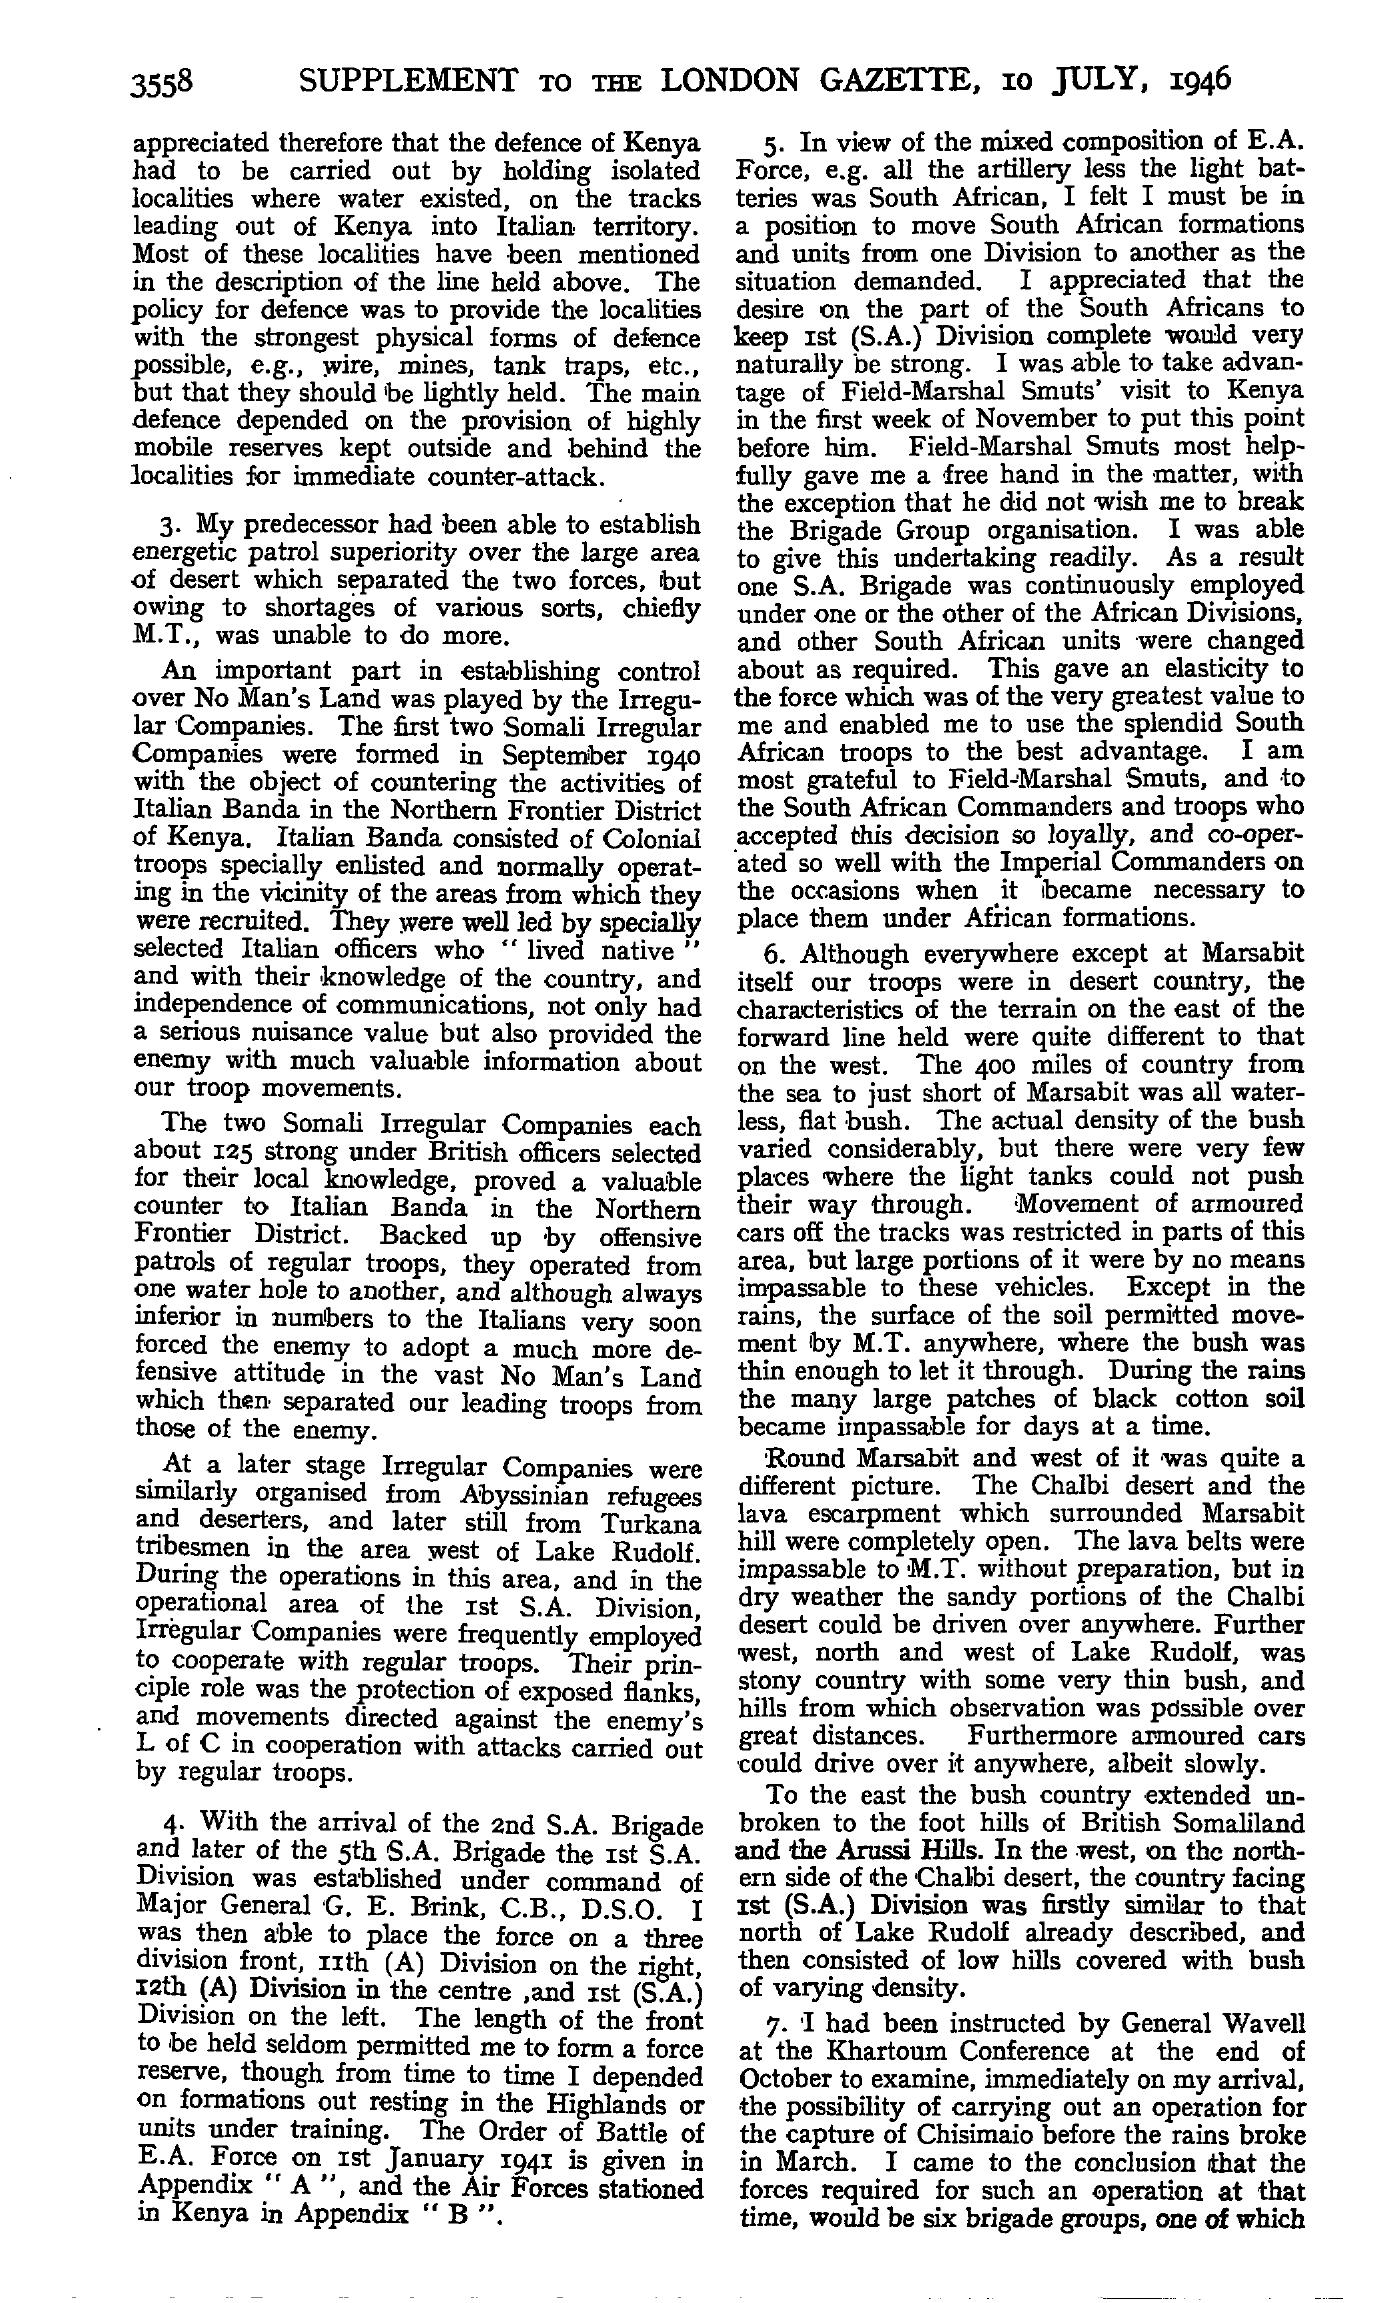 3558 SUPPLEMENT TO THE LONDON GAZETTE, 10 JULY, 1946
appreciated therefore that the defence of Kenya
had to be carried out by holding isolated
localities where water existed, on the tracks
leading out of Kenya into Italian territory.
Most of these localities have been mentioned
in the description of the line held above. The
policy for defence was to provide the localities
with the strongest physical forms of defence
possible, e.g., wire, mines, tank traps, etc.,
but that they should be lightly held. The main
defence depended on the provision of highly
mobile reserves kept outside and behind the
localities for immediate counter-attack.
3. My predecessor had been able to establish
energetic patrol superiority over the large area
of desert which separated the two forces, but
owing to shortages of various sorts, chiefly
M.T., was unable to do more.
An important part in establishing control
over No Man's Land was played by the Irregu-
lar Companies. The first two Somali Irregular
Companies were formed in September 1940
with the object of countering the activities of
Italian Banda in the Northern Frontier District
of Kenya. Italian Banda consisted of Colonial
troops specially enlisted and normally operat-
ing in the vicinity of the areas from which they
were recruited. They were well led by specially
selected Italian officers who " lived native "
and with their knowledge of the country, and
independence of communications, not only had
a serious nuisance value but also provided the
enemy with much valuable information about
our troop movements.
The two Somali Irregular Companies each
about 125 strong under British officers selected
for their local knowledge, proved a valuable
counter to Italian Banda in the Northern
Frontier District. Backed up by offensive
patrols of regular troops, they operated from
one water hole to another, and although always
inferior in numbers to the Italians very soon
forced the enemy to adopt a much more de-
fensive attitude in the vast No Man's Land
which then separated our leading troops from
those of the enemy.
At a later stage Irregular Companies were
similarly organised from Abyssinian refugees
and deserters, and later still from Turkana
tribesmen in the area west of Lake Rudolf.
During the operations in this area, and in the
operational area of the 1st S.A. Division,
Irregular Companies were frequently employed
to cooperate with regular troops. Their prin-
ciple role was the protection of exposed flanks,
and movements directed against the enemy's
L of C in cooperation with attacks carried out
by regular troops.
4. With the arrival of the 2nd S.A. Brigade
and later of the 5th S.A. Brigade the 1st S.A.
Division was established under command of
Major General G. E. Brink, C.B., D.S.O. I
was then able to place the force on a three
division front, 11th (A) Division on the right,
12th (A) Division in the centre ,and 1st (S.A.)
Division on the left. The length of the front
to be held seldom permitted me to form a force
reserve, though from time to time I depended
on formations out resting in the Highlands or
units under training. The Order of Battle of
E.A. Force on 1st January 1941 is given in
Appendix " A ", and the Air Forces stationed
in Kenya in Appendix " B ".
5. In view of the mixed composition of E.A.
Force, e.g. all the artillery less the light bat-
teries was South African, I felt I must be in
a position to move South African formations
and units from one Division to another as the
situation demanded. I appreciated that the
desire on the part of the South Africans to
keep 1st (S.A.) Division complete would very
naturally be strong. I was able to take advan-
tage of Field-Marshal Smuts' visit to Kenya
in the first week of November to put this point
before him. Field-Marshal Smuts most help-
fully gave me a free hand in the matter, with
the exception that he did not wish me to break
the Brigade Group organisation. I was able
to give this undertaking readily. As a result
one S.A. Brigade was continuously employed
under one or the other of the African Divisions,
and other South African units were changed
about as required. This gave an elasticity to
the force which was of the very greatest value to
me and enabled me to use the splendid South
African troops to the best advantage. I am
most grateful to Field-Marshal Smuts, and to
the South African Commanders and troops who
accepted this decision so loyally, and co-oper-
ated so well with the Imperial Commanders on
the occasions when it became necessary to
place them under African formations.
6. Although everywhere except at Marsabit
itself our troops were in desert country, the
characteristics of the terrain on the east of the
forward line held were quite different to that
on the west. The 400 miles of country from
the sea to just short of Marsabit was all water-
less, flat bush. The actual density of the bush
varied considerably, but there were very few
places where the light tanks could not push
their way through. Movement of armoured
cars off the tracks was restricted in parts of this
area, but large portions of it were by no means
impassable to these vehicles. Except in the
rains, the surface of the soil permitted move-
ment by M.T. anywhere, where the bush was
thin enough to let it through. During the rains
the many large patches of black cotton soil
became impassable for days at a time.
Round Marsabit and west of it was quite a
different picture. The Chalbi desert and the
lava escarpment which surrounded Marsabit
hill were completely open. The lava belts were
impassable to M.T. without preparation, but in
dry weather the sandy portions of the Chalbi
desert could be driven over anywhere. Further
west, north and west of Lake Rudolf, was
stony country with some very thin bush, and
hills from which observation was possible over
great distances. Furthermore armoured cars
could drive over it anywhere, albeit slowly.
To the east the bush country extended un-
broken to the foot hills of British Somaliland
and the Arussi Hills. In the west, on the north-
ern side of the Chalbi desert, the country facing
1st (S.A.) Division was firstly similar to that
north of Lake Rudolf already described, and
then consisted of low hills covered with bush
of varying density.
7. I had been instructed by General Wavell
at the Khartoum Conference at the end of
October to examine, immediately on my arrival,
the possibility of carrying out an operation for
the capture of Chisimaio before the rains broke
in March. I came to the conclusion that the
forces required for such an operation at that
time, would be six brigade groups, one of which